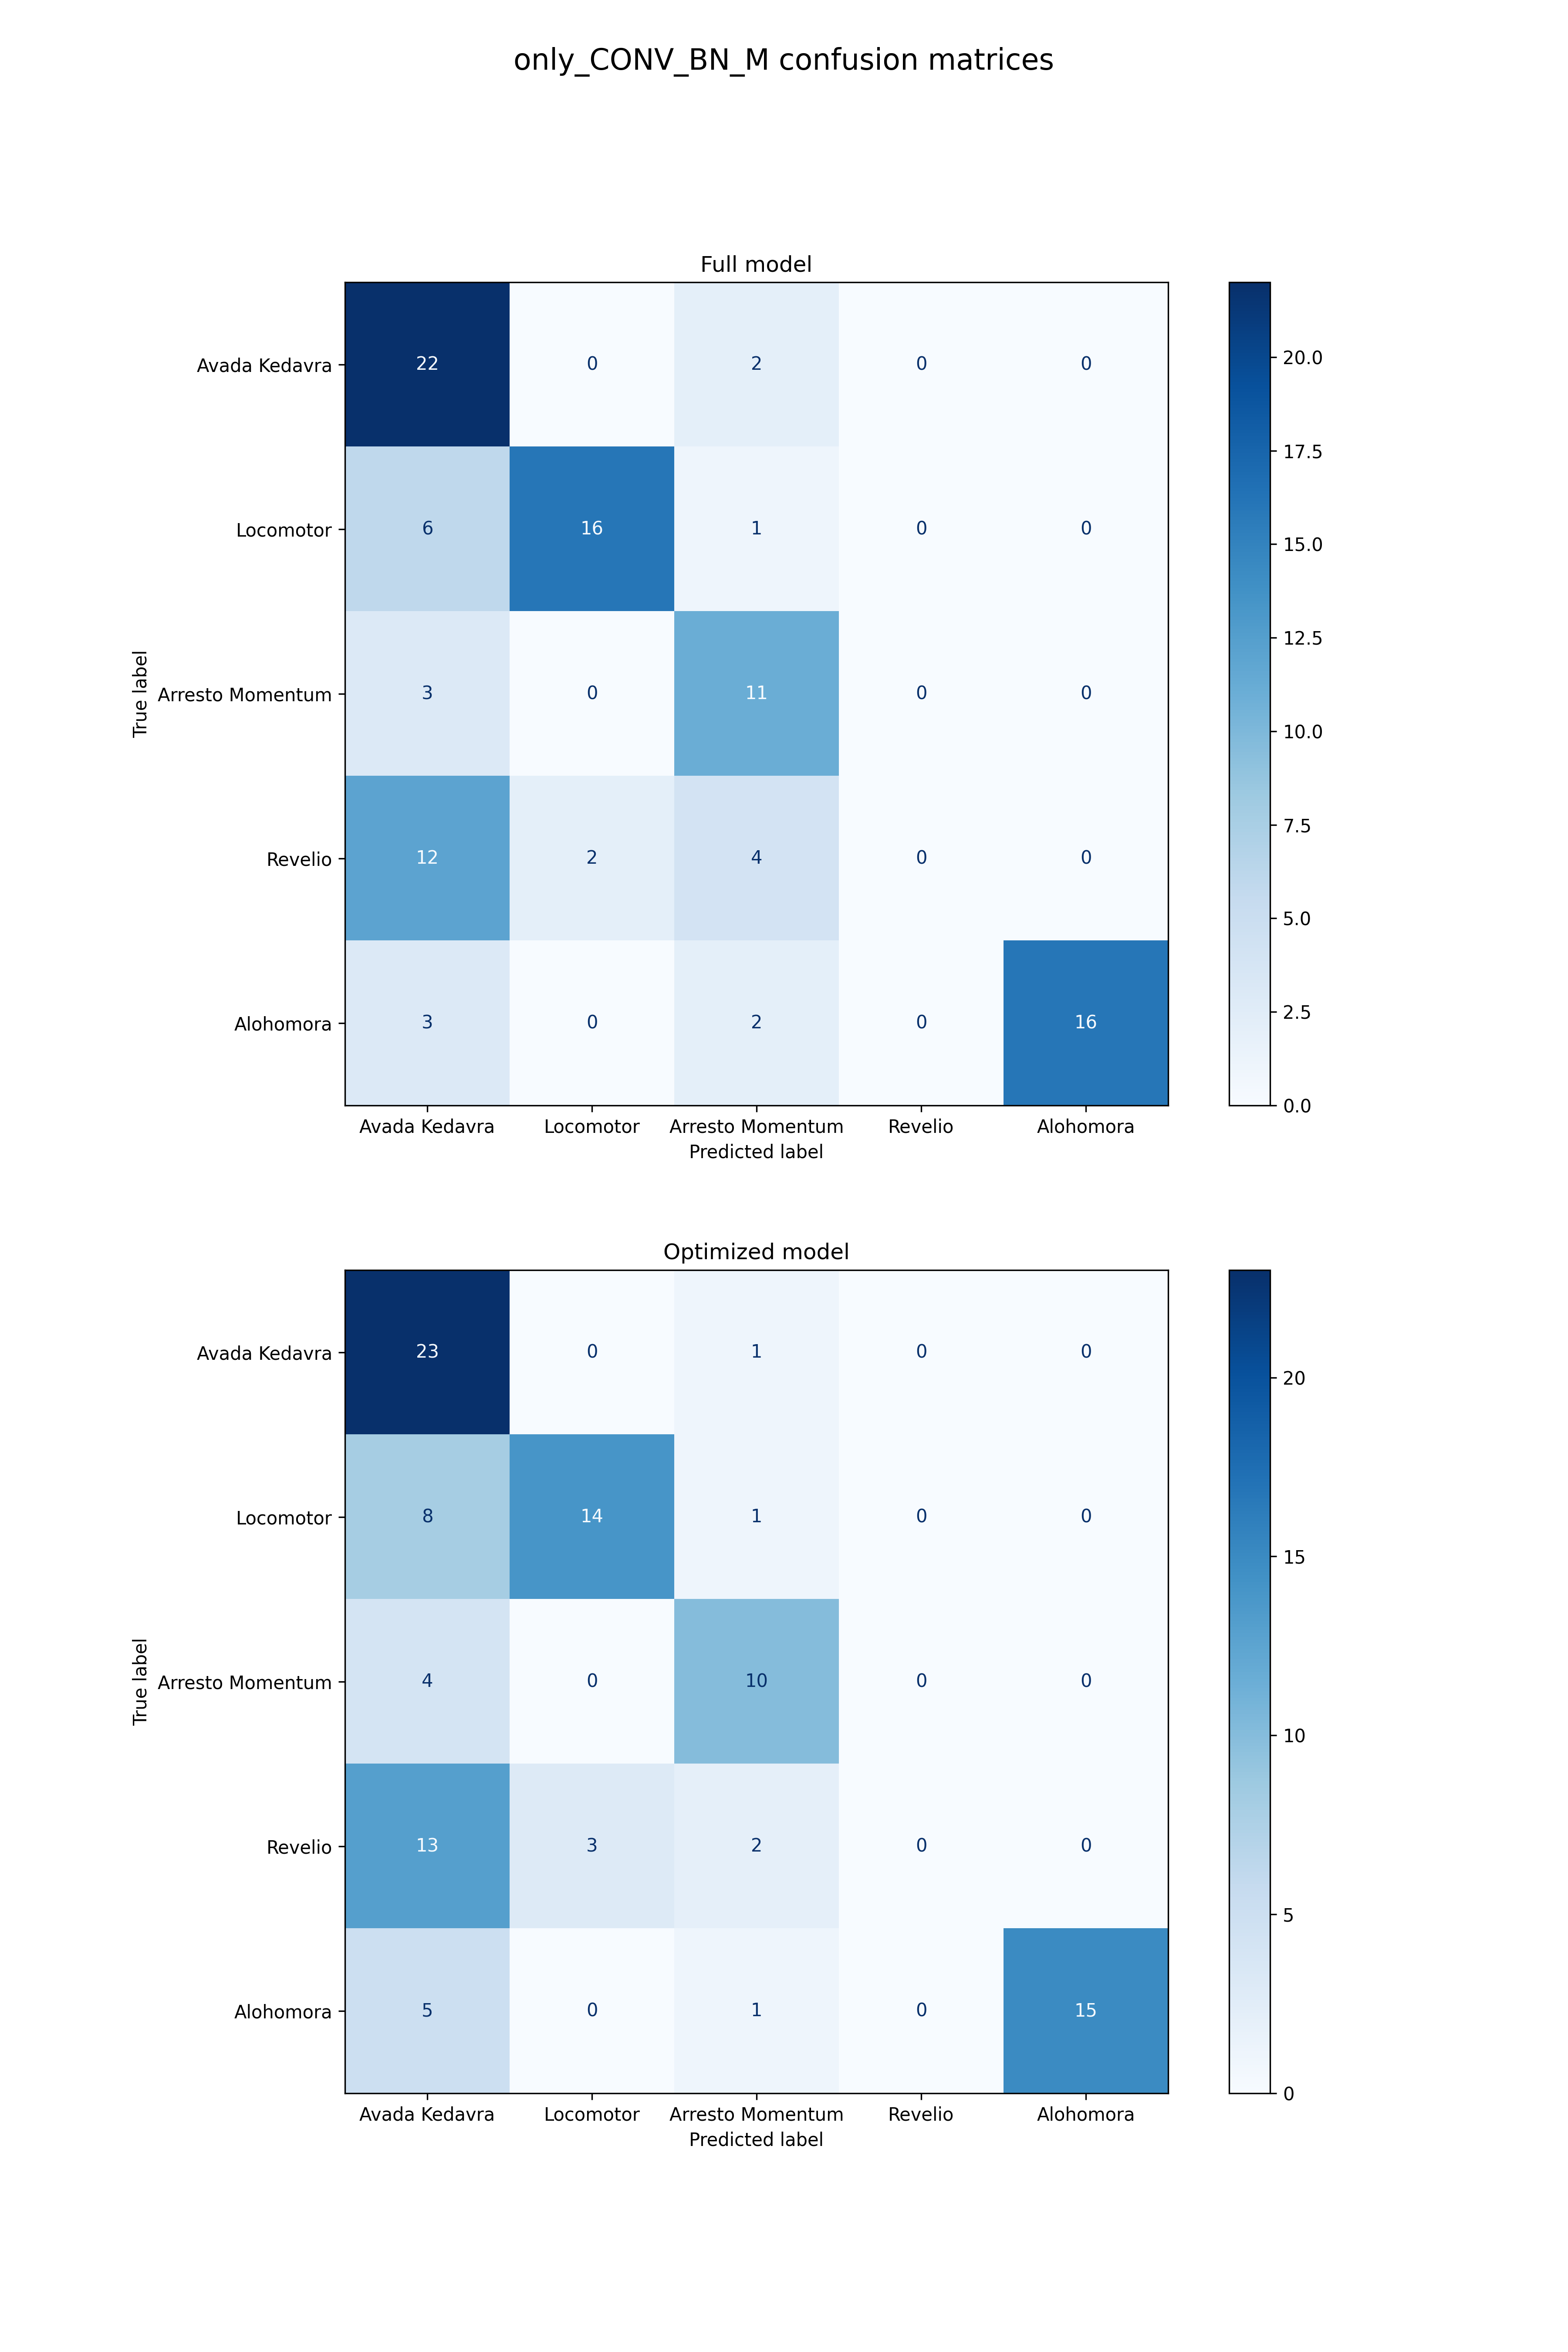 only_CONV_BN_M confusion matrices
Full model
20.0
17.5
15.0
12.5
10.0
7.5
5.0
2.5
0.0
True label
Avada Kedavra 22 0 2 0 0
Locomotor 6 16 1 0 0
Arresto Momentum 3 0 11 0 0
Revelio 12 2 4 0 0
Alohomora 3 0 2 0 16
Avada Kedavra Locomotor Arresto Momentum Revelio Alohomora
Predicted label
Optimized model
20
15
10
5
0
True label
Avada Kedavra 23 0 1 0 0
Locomotor 8 14 1 0 0
Arresto Momentum 4 0 10 0 0
Revelio 13 3 2 0 0
Alohomora 5 0 1 0 15
Avada Kedavra Locomotor Arresto Momentum Revelio Alohomora
Predicted label